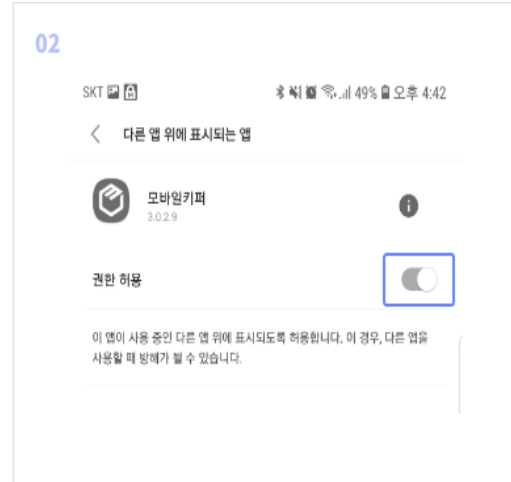 02
SKT 49% 오후 4:42
다른 앱 위에 표시되는 앱
모바일키퍼
3.0.2.9
권한 허용
이 앱이 사용 중인 다른 앱 위에 표시되도록 허용합니다. 이 경우, 다른 앱을
사용할 때 방해가 될 수 있습니다.